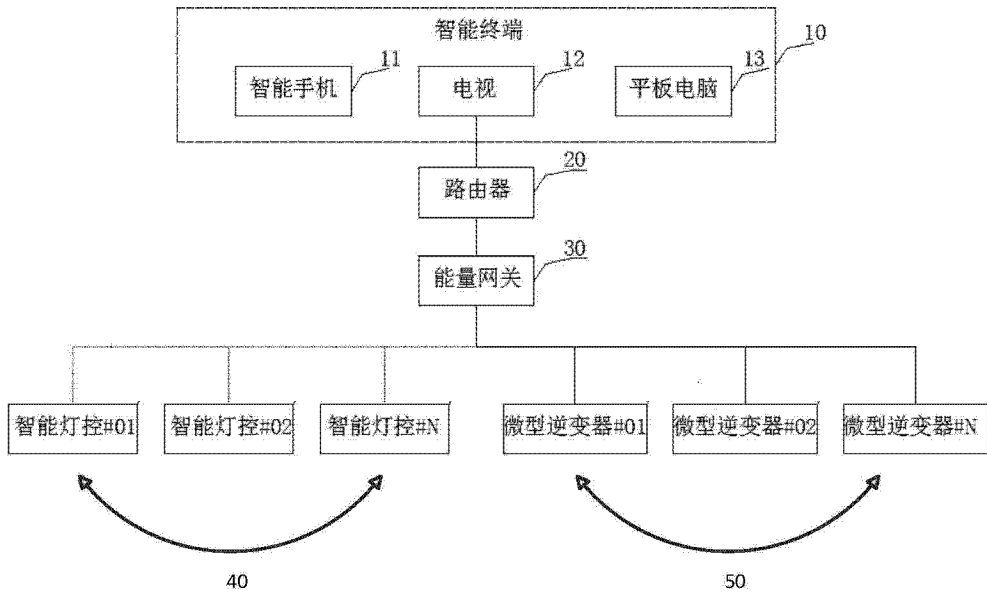 智能终端
10
11
12
13
智能手机
电视
平板电脑
20
路由器
30
能量网关
智能灯控#01
智能灯控#02
智能灯控#N
微型逆变器#01
微型逆变器#02
微型逆变器#N
40
50